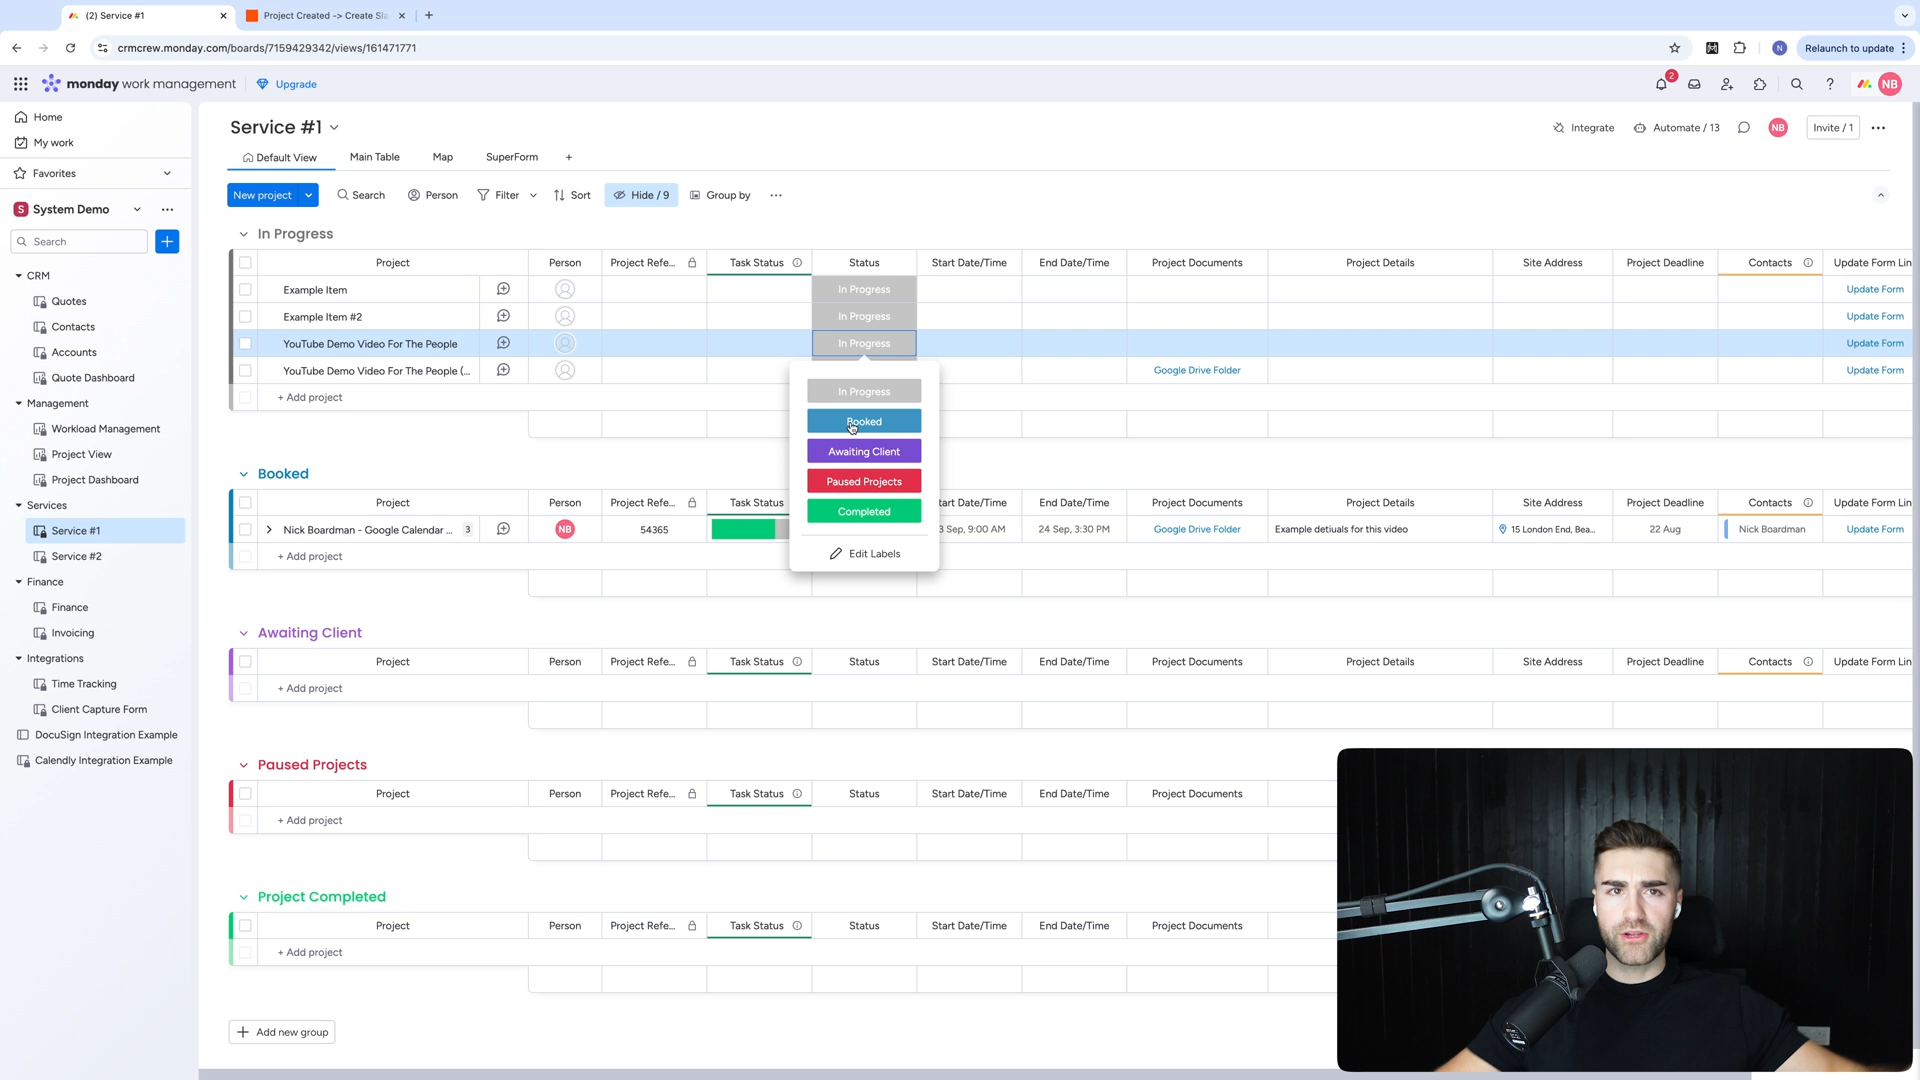 (2) Service #1
Project Created -> Create Sla
crmcrew.monday.com/boards/7159429342/views/161471771
N
Relaunch to update
monday work management
Upgrade
2
NB
Home
My work
Favorites
S System Demo
Search
CRM
Quotes
Contacts
Accounts
Quote Dashboard
Management
Workload Management
Project View
Project Dashboard
Services
Service #1
Service #2
Finance
Finance
Invoicing
Integrations
Time Tracking
Client Capture Form
DocuSign Integration Example
Calendly Integration Example
Service #1
Integrate
Automate / 13
NB
Invite / 1
Default View
Main Table
Map
SuperForm
New project
Search
Person
Filter
Sort
Hide / 9
Group by
In Progress
Project Person Project Refe... Task Status Status Start Date/Time End Date/Time Project Documents Project Details Site Address Project Deadline Contacts Update Form Lin
Example Item In Progress Update Form
Example Item #2 In Progress Update Form
YouTube Demo Video For The People In Progress Update Form
YouTube Demo Video For The People (... Google Drive Folder Update Form
+ Add project
In Progress
Booked
Awaiting Client
Paused Projects
Completed
Edit Labels
Booked
Project Person Project Refe... Task Status tart Date/Time End Date/Time Project Documents Project Details Site Address Project Deadline Contacts Update Form Lin
Nick Boardman - Google Calendar ... 3 NB 54365 3 Sep, 9:00 AM 24 Sep, 3:30 PM Google Drive Folder Example detiuals for this video 15 London End, Bea... 22 Aug Nick Boardman Update Form
+ Add project
Awaiting Client
Project Person Project Refe... Task Status Status Start Date/Time End Date/Time Project Documents Project Details Site Address Project Deadline Contacts Update Form Lin
+ Add project
Paused Projects
Project Person Project Refe... Task Status Status Start Date/Time End Date/Time Project Documents
+ Add project
Project Completed
Project Person Project Refe... Task Status Status Start Date/Time End Date/Time Project Documents
+ Add project
Add new group